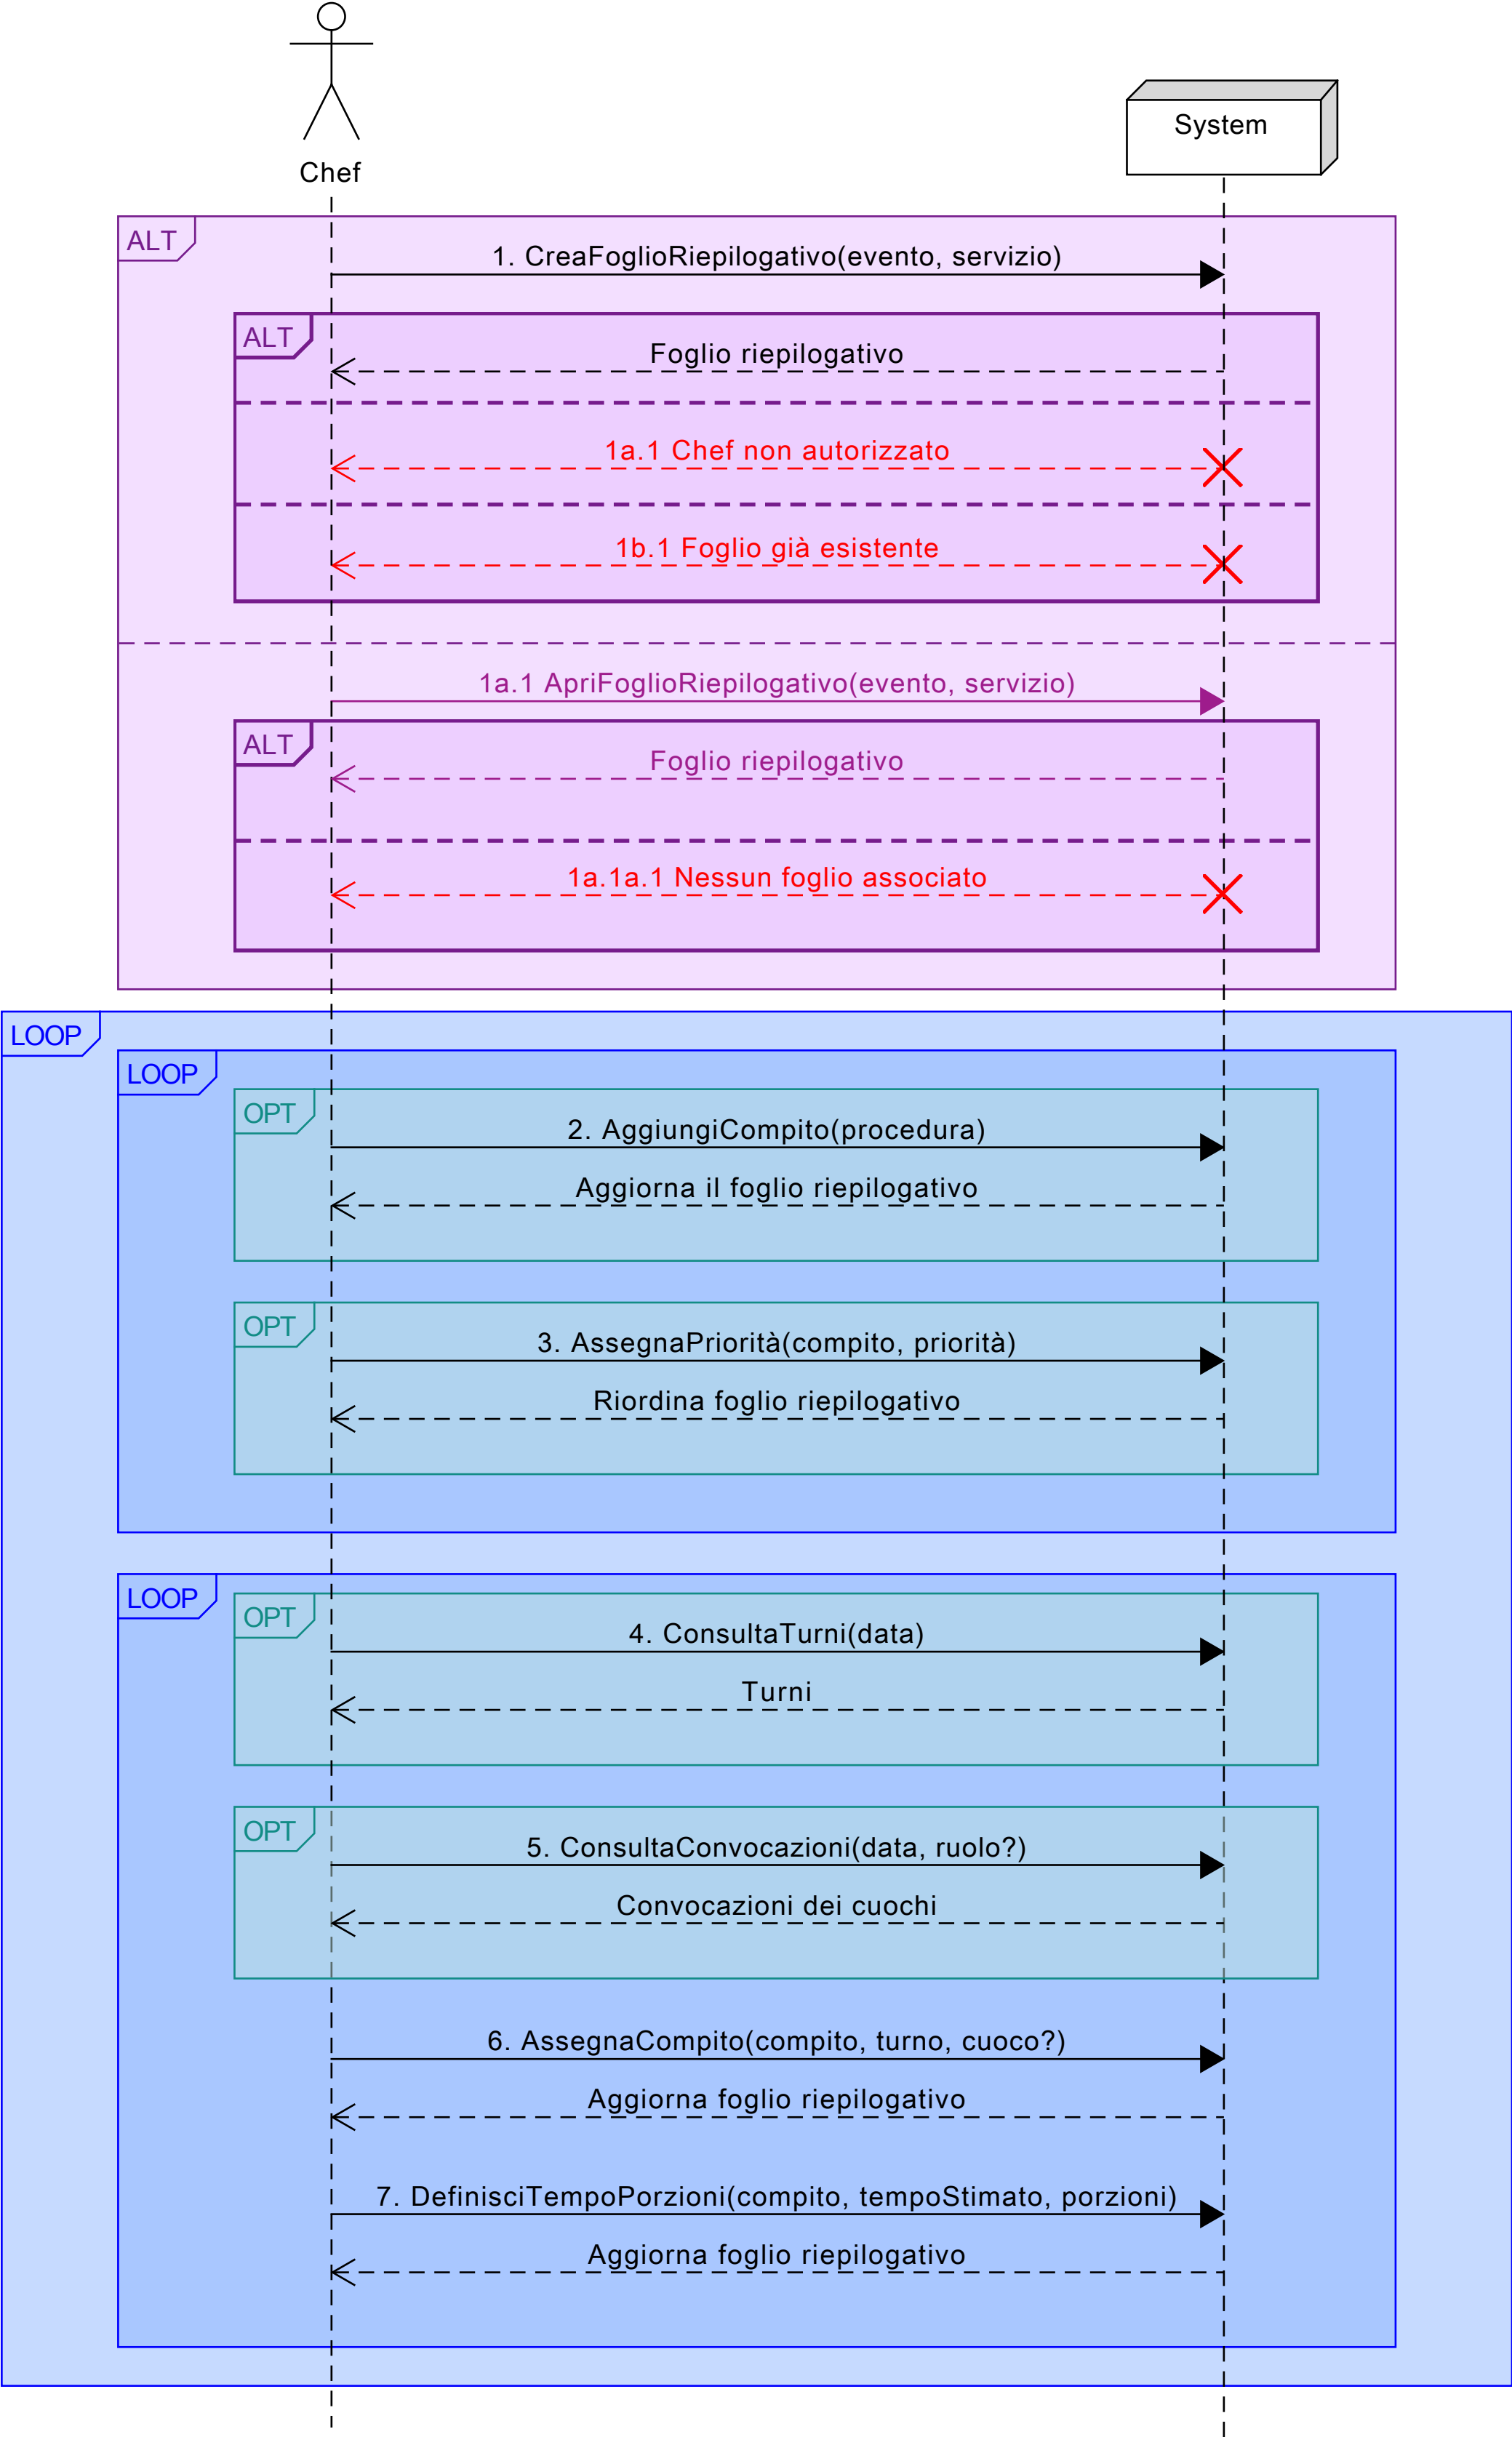 Chef
System
ALT
1. CreaFoglioRiepilogativo(evento, servizio)
ALT
Foglio riepilogativo
1a.1 Chef non autorizzato
1b.1 Foglio già esistente
1a.1 ApriFoglioRiepilogativo(evento, servizio)
ALT
Foglio riepilogativo
1a.1a.1 Nessun foglio associato
LOOP
LOOP
OPT
2. AggiungiCompito(procedura)
Aggiorna il foglio riepilogativo
OPT
3. AssegnaPriorità(compito, priorità)
Riordina foglio riepilogativo
LOOP
OPT
4. ConsultaTurni(data)
Turni
OPT
5. ConsultaConvocazioni(data, ruolo?)
Convocazioni dei cuochi
6. AssegnaCompito(compito, turno, cuoco?)
Aggiorna foglio riepilogativo
7. DefinisciTempoPorzioni(compito, tempoStimato, porzioni)
Aggiorna foglio riepilogativo